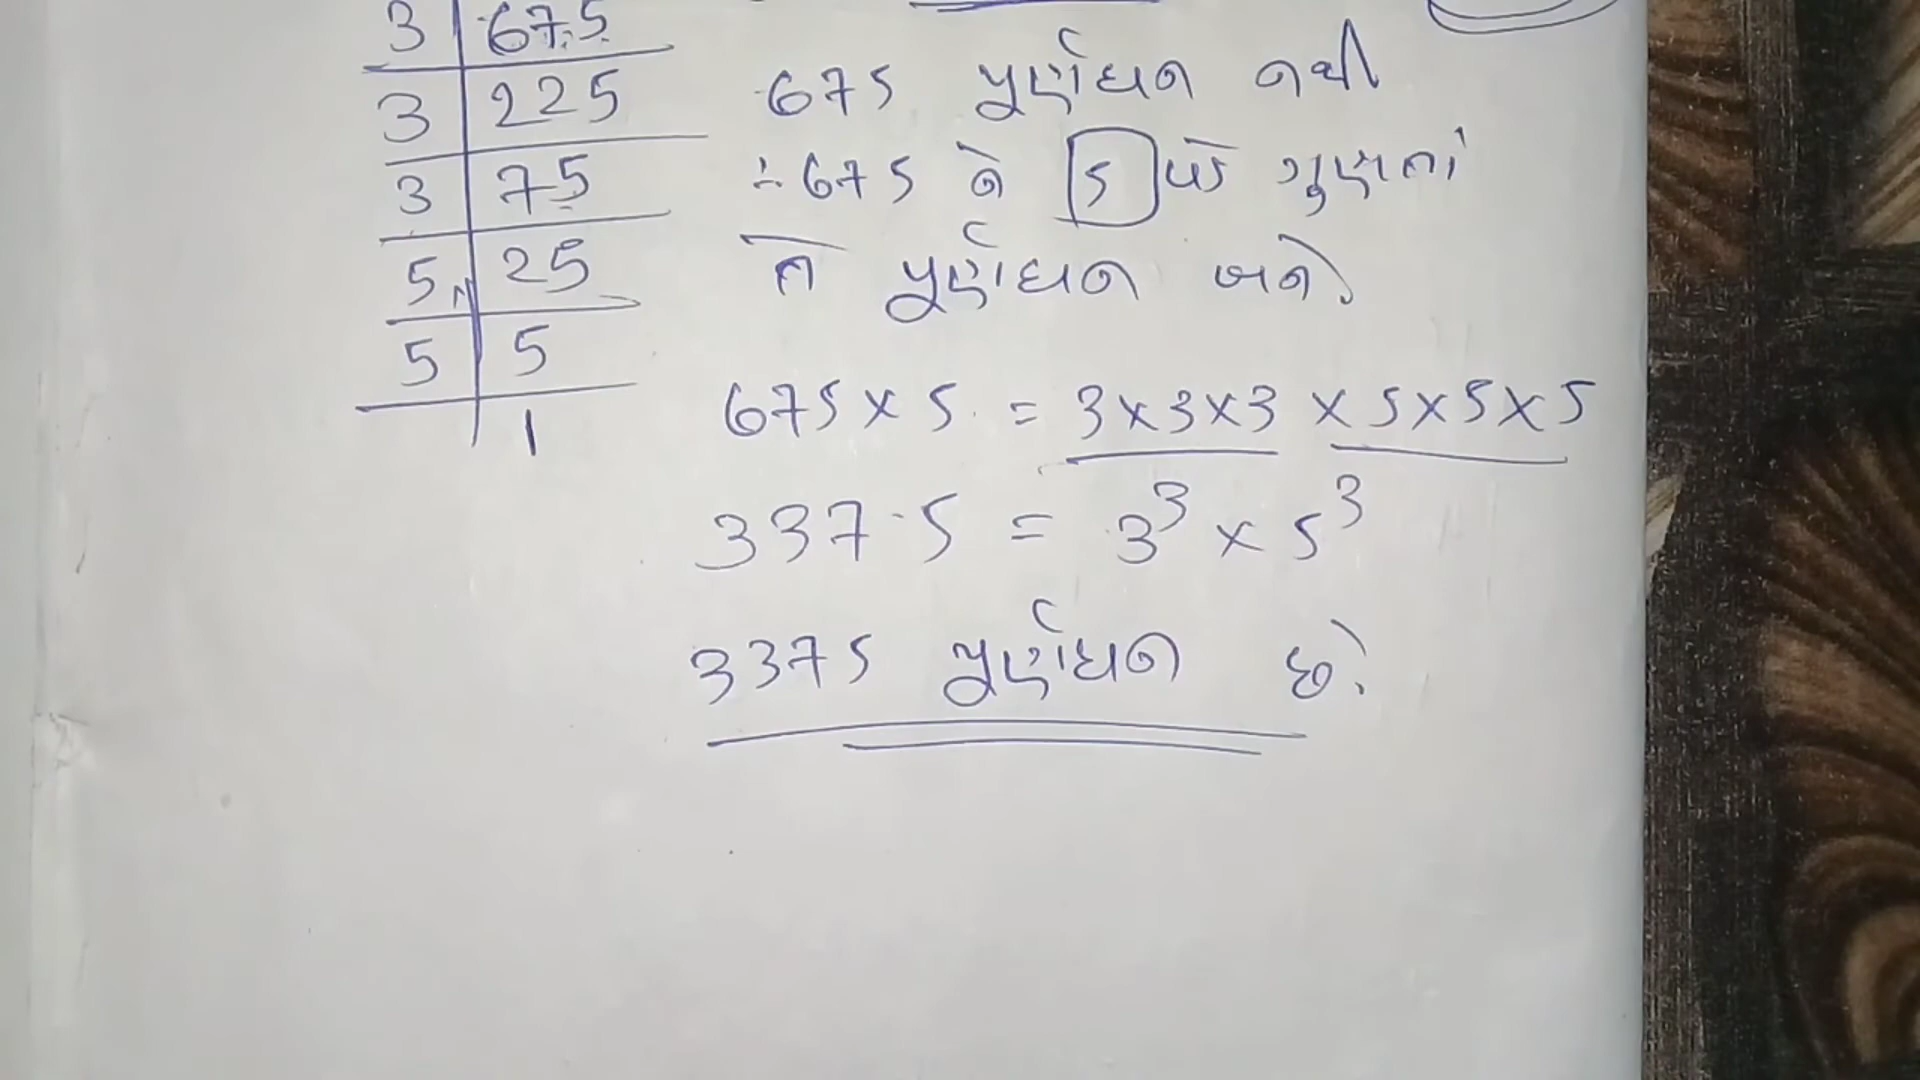 3 | 675
3 | 225
3 | 75
5 | 25
5 | 5
1
675 પૂર્ણઘન નથી
∴ 675 ને 5 વડે ગુણતાં
તે પૂર્ણઘન બને.
675 × 5 = 3×3×3 × 5×5×5
3375 = 3³ × 5³
3375 પૂર્ણઘન છે.